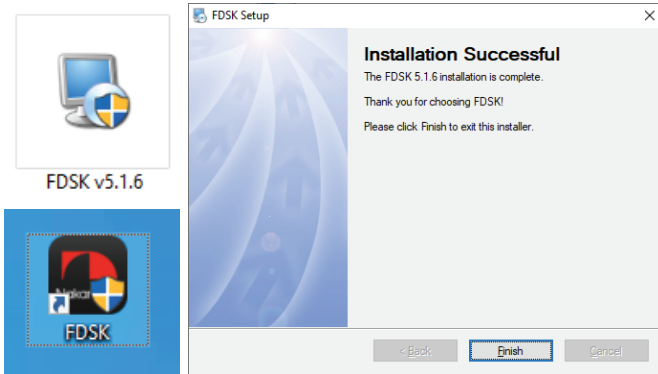 FDSK v5.1.6
FDSK
FDSK Setup
Installation Successful
The FDSK 5.1.6 installation is complete.
Thank you for choosing FDSK!
Please click Finish to exit this installer.
< Back
Finish
Cancel